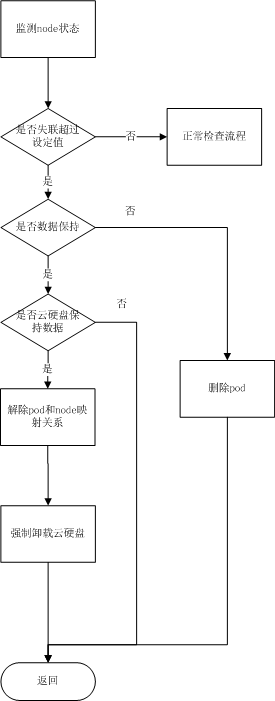 监测node状态
是否失联超过
设定值
否
正常检查流程
是
是否数据保持
否
是
是否云硬盘保
持数据
否
是
解除pod和node映
射关系
删除pod
强制卸载云硬盘
返回